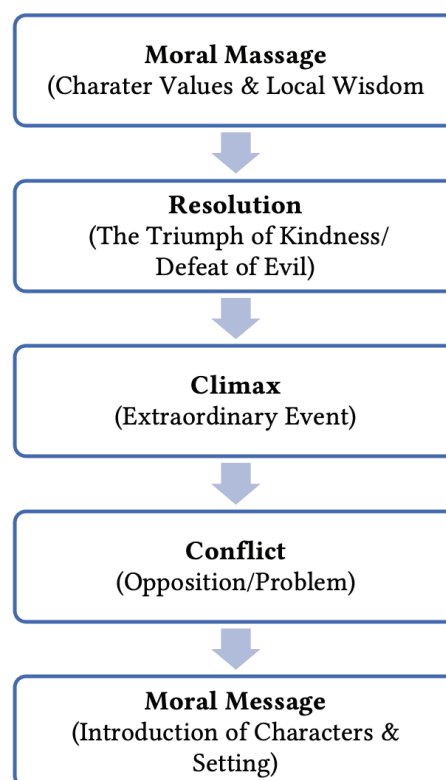 Moral Massage
(Charater Values & Local Wisdom
Resolution
(The Triumph of Kindness/
Defeat of Evil)
Climax
(Extraordinary Event)
Conflict
(Opposition/Problem)
Moral Message
(Introduction of Characters &
Setting)